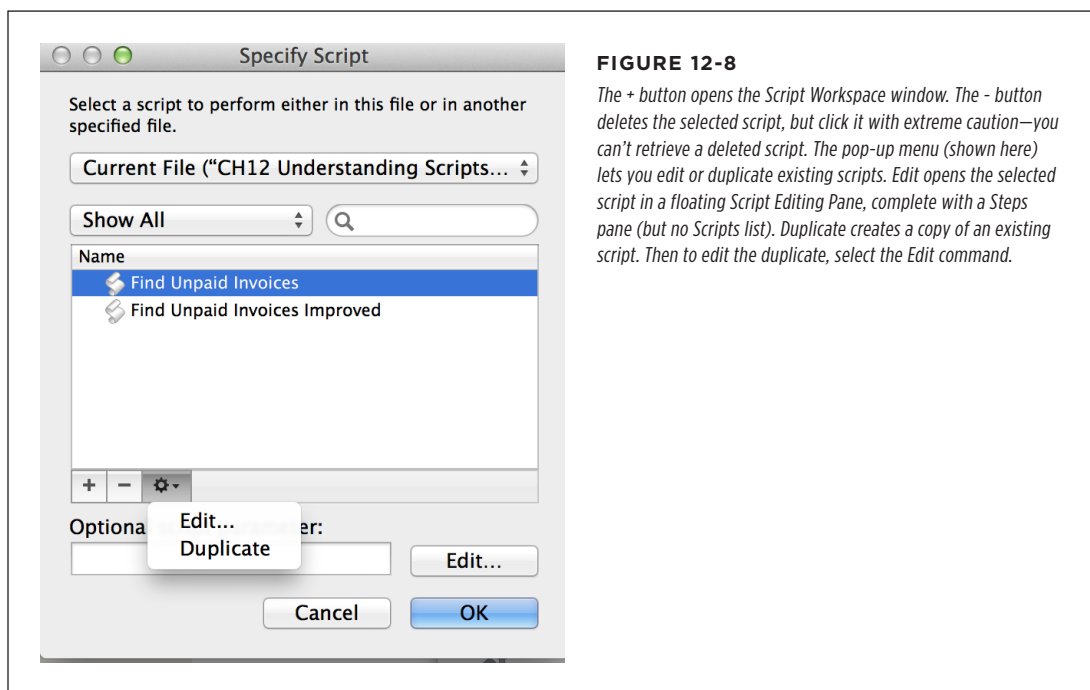 Specify Script
Select a script to perform either in this file or in another
specified file.
Current File (“CH12 Understanding Scripts...
Show All
Name
Find Unpaid Invoices
Find Unpaid Invoices Improved
+ −
Edit...
Duplicate
Optiona
er:
Edit...
Cancel
OK
FIGURE 12-8
The + button opens the Script Workspace window. The - button
deletes the selected script, but click it with extreme caution—you
can’t retrieve a deleted script. The pop-up menu (shown here)
lets you edit or duplicate existing scripts. Edit opens the selected
script in a floating Script Editing Pane, complete with a Steps
pane (but no Scripts list). Duplicate creates a copy of an existing
script. Then to edit the duplicate, select the Edit command.